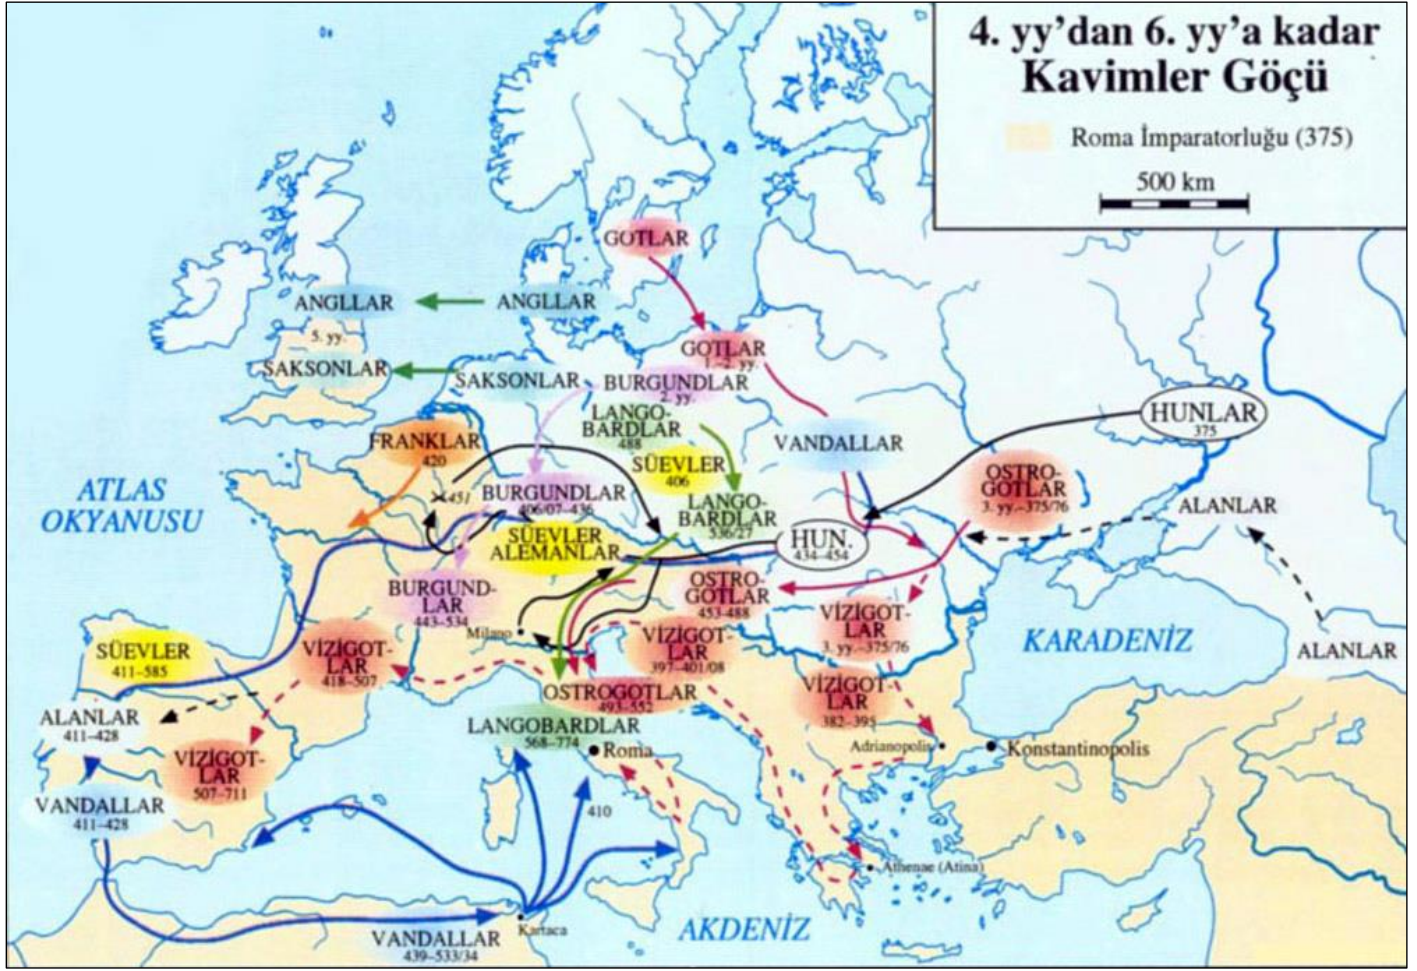 4. yy'dan 6. yy'a kadar
Kavimler Göçü
Roma İmparatorluğu (375)
500 km
GOTLAR
ANGLLAR
ANGLLAR
5. yy.
GOTLAR
1.-2. yy.
SAKSONLAR
SAKSONLAR
BURGUNDLAR
2. yy.
HUNLAR
375
LANGO-
BARDLAR
488
FRANKLAR
420
VANDALLAR
SÜEVLER
406
OSTRO-
GOTLAR
3. yy.–375/76
ATLAS
OKYANUSU
451
BURGUNDLAR
406/07–436
LANGO-
BARDLAR
536/27
ALANLAR
SÜEVLER
ALEMANLAR
HUN.
434–454
BURGUND-
LAR
443–534
OSTRO-
GOTLAR
453-488
Milano
VİZİGOT-
LAR
3. yy.–375/76
KARADENİZ
SÜEVLER
411–585
VİZİGOT-
LAR
418–507
VİZİGOT-
LAR
397–401/08
ALANLAR
OSTROGOTLAR
493–552
VİZİGOT-
LAR
382–395
ALANLAR
411–428
LANGOBARDLAR
568–774
Roma
Adrianopolis
Konstantinopolis
VİZİGOT-
LAR
507–711
VANDALLAR
411–428
410
Athenae (Atina)
Kartaca
VANDALLAR
439–533/34
AKDENİZ